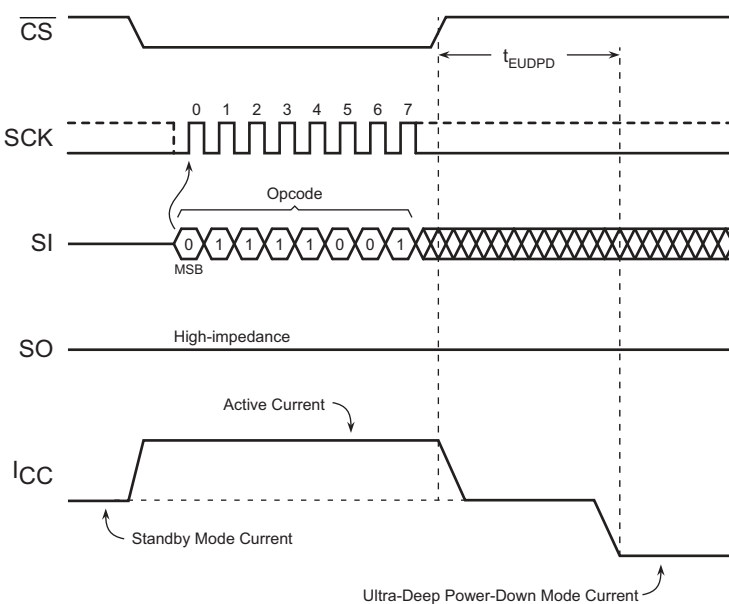 CS
tEUDPD
0 1 2 3 4 5 6 7
SCK
Opcode
SI
0 1 1 1 1 0 0 1
MSB
High-impedance
SO
Active Current
ICC
Standby Mode Current
Ultra-Deep Power-Down Mode Current